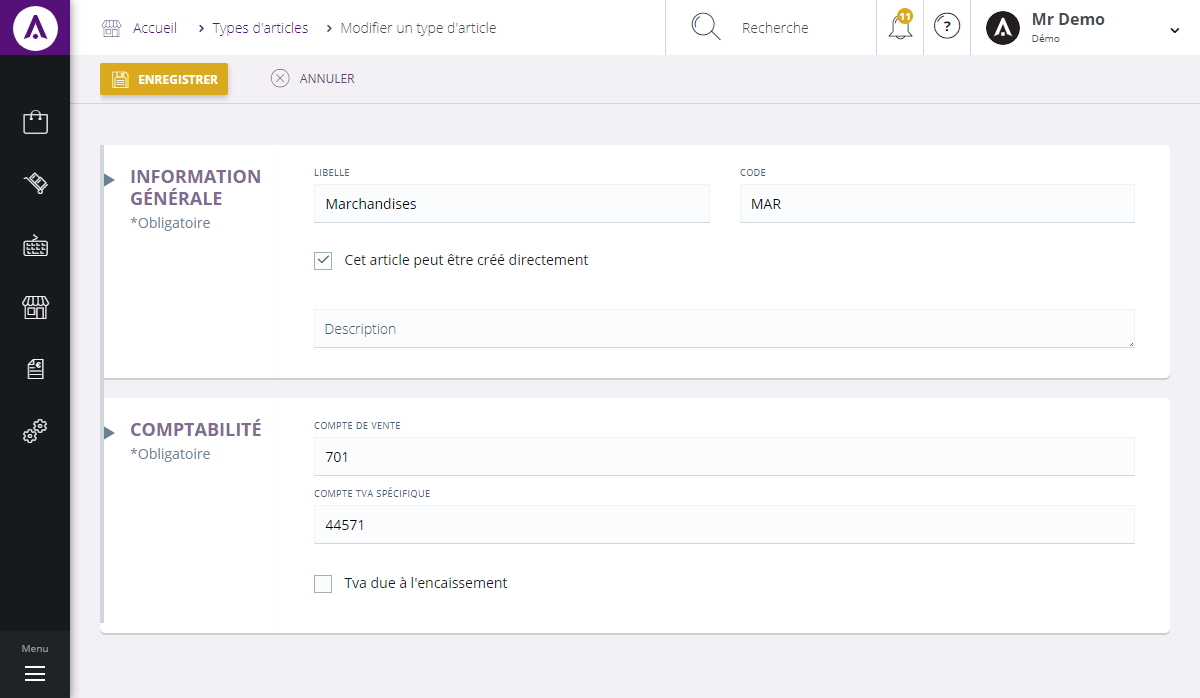 Accueil > Types d'articles > Modifier un type d'article
Recherche
11
?
Mr Demo
Démo
ENREGISTRER
ANNULER
INFORMATION
GÉNÉRALE
*Obligatoire
LIBELLE
Marchandises
CODE
MAR
Cet article peut être créé directement
Description
COMPTABILITÉ
*Obligatoire
COMPTE DE VENTE
701
COMPTE TVA SPÉCIFIQUE
44571
Tva due à l'encaissement
Menu